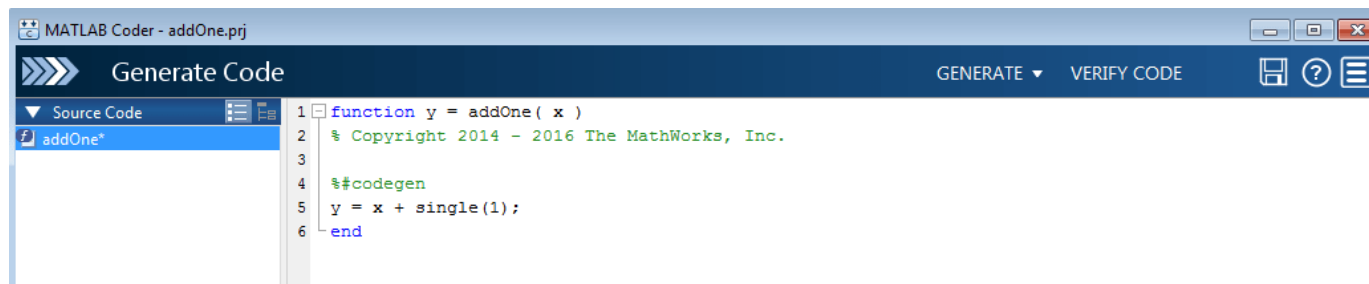 MATLAB Coder - addOne.prj
Generate Code GENERATE ▼ VERIFY CODE
▼ Source Code
addOne*
1 function y = addOne( x )
2 % Copyright 2014 - 2016 The MathWorks, Inc.
3
4 %#codegen
5 y = x + single(1);
6 end